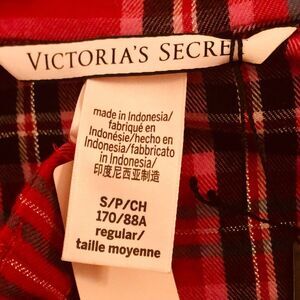 VICTORIA'S SECRE
made in Indonesia/
fabriqué en
Indonésie/hecho en
Indonesia/fabbricato
in Indonesia/
印度尼西亚制造
S/P/CH
170/88A
regular/
taille moyenne